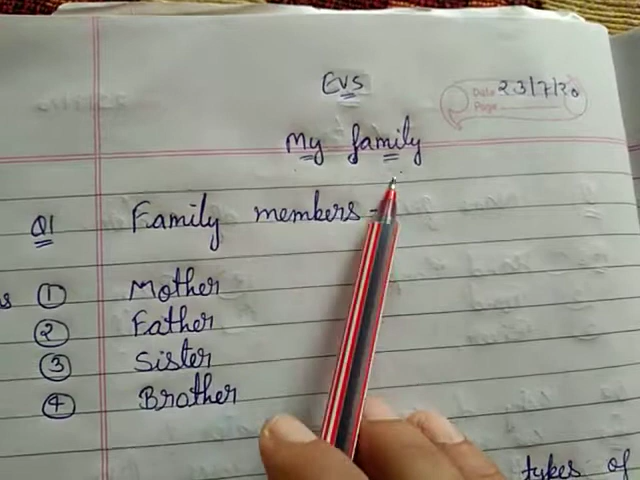 EVS
Date 23/7/20
Page
My family
Q1 Family members -
s ① Mother
② Father
③ Sister
④ Brother
types of